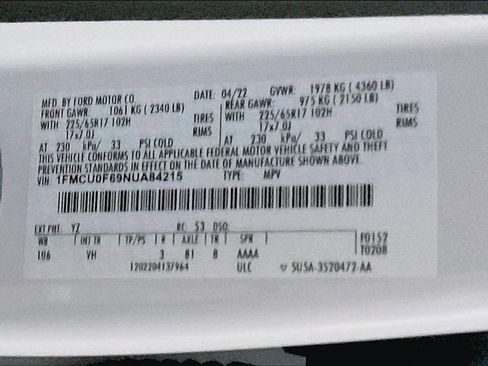 MFD. BY FORD MOTOR CO. DATE: 04/22 GVWR: 1978 KG ( 4360 LB)
FRONT GAWR: 1061 KG ( 2340 LB) REAR GAWR: 975 KG ( 2150 LB)
WITH 225/65R17 102H TIRES WITH 225/65R17 102H TIRES
17x7.0J RIMS 17x7.0J RIMS
AT 230 kPa/ 33 PSI COLD AT 230 kPa/ 33 PSI COLD
THIS VEHICLE CONFORMS TO ALL APPLICABLE FEDERAL MOTOR VEHICLE SAFETY AND THEFT
PREVENTION STANDARDS IN EFFECT ON THE DATE OF MANUFACTURE SHOWN ABOVE.
VIN: 1FMCU0F69NUA84215 TYPE: MPV
EXT PNT: YZ RC: 53 DSO:
WB INT TR TP/PS R AXLE TR SPR F0152
106 VH 3 81 8 AAAA T0208
1202204137964 ULC SU5A-3520472-AA